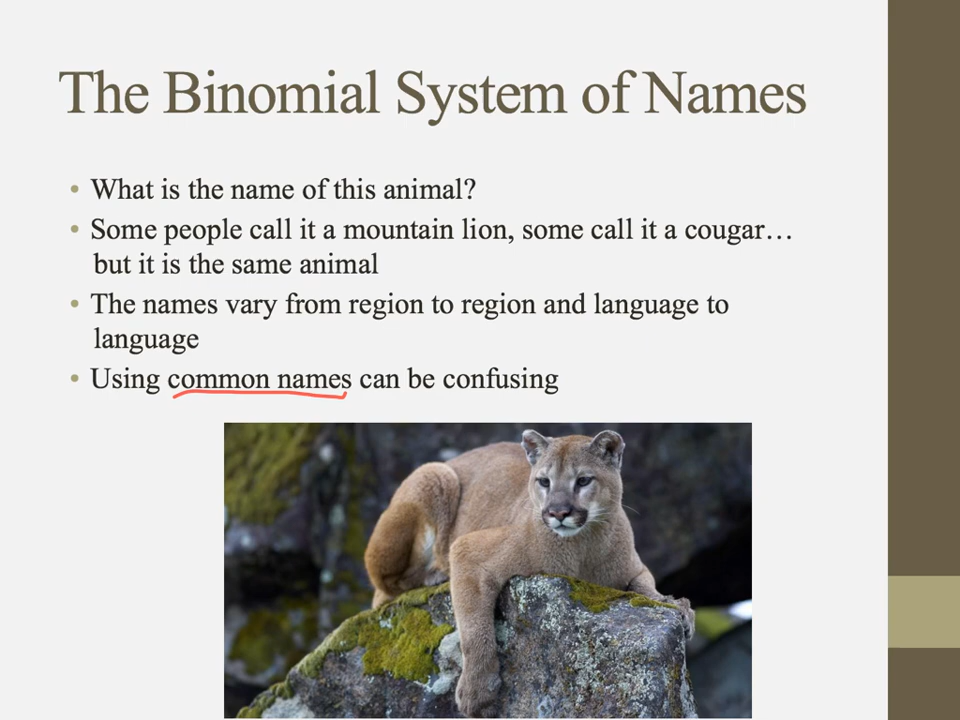 The Binomial System of Names
• What is the name of this animal?
• Some people call it a mountain lion, some call it a cougar…
but it is the same animal
• The names vary from region to region and language to
language
• Using common names can be confusing